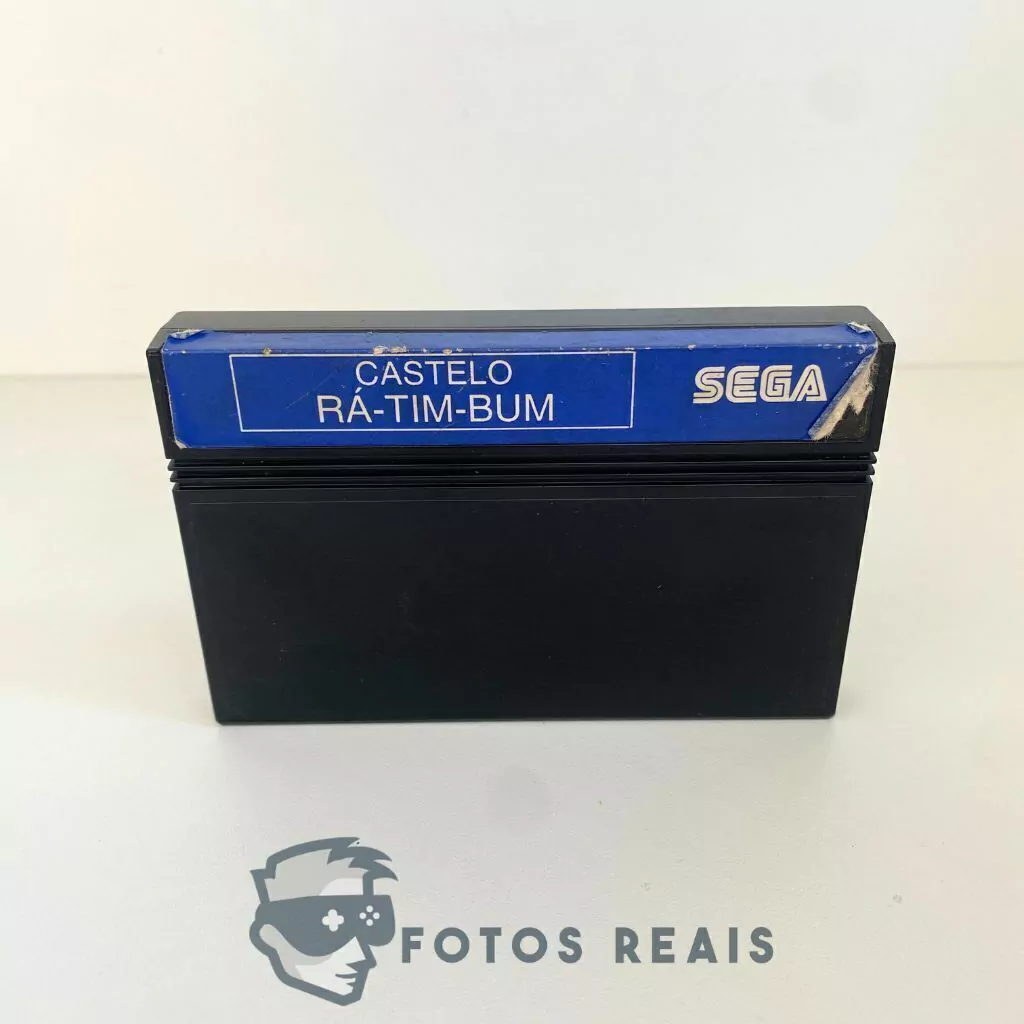 CASTELO
RÁ-TIM-BUM
SEGA
FOTOS REAIS